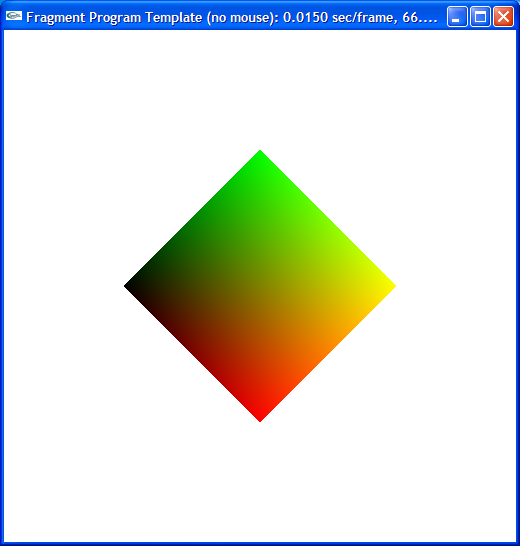 Fragment Program Template (no mouse): 0.0150 sec/frame, 66....